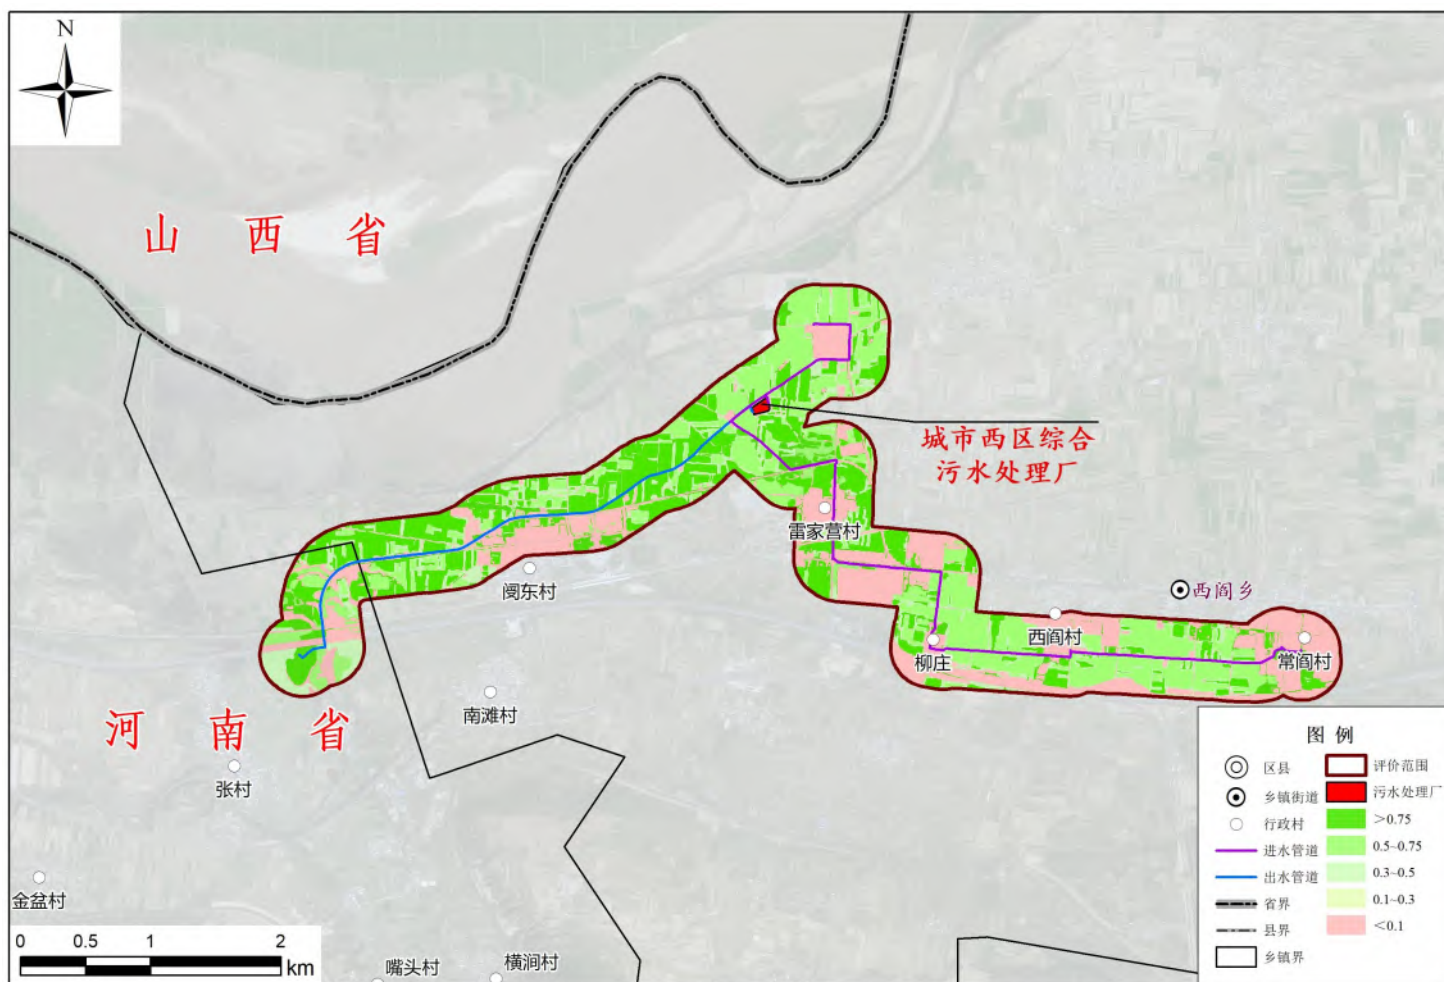 N
山西省
城市西区综合
污水处理厂
雷家营村
阌东村
西阎乡
西阎村
柳庄
常阎村
南滩村
河南省
张村
金盆村
嘴头村
横涧村
0 0.5 1 2
km
图 例
区县
评价范围
乡镇街道
污水处理厂
行政村
>0.75
进水管道
0.5~0.75
出水管道
0.3~0.5
省界
0.1~0.3
县界
<0.1
乡镇界